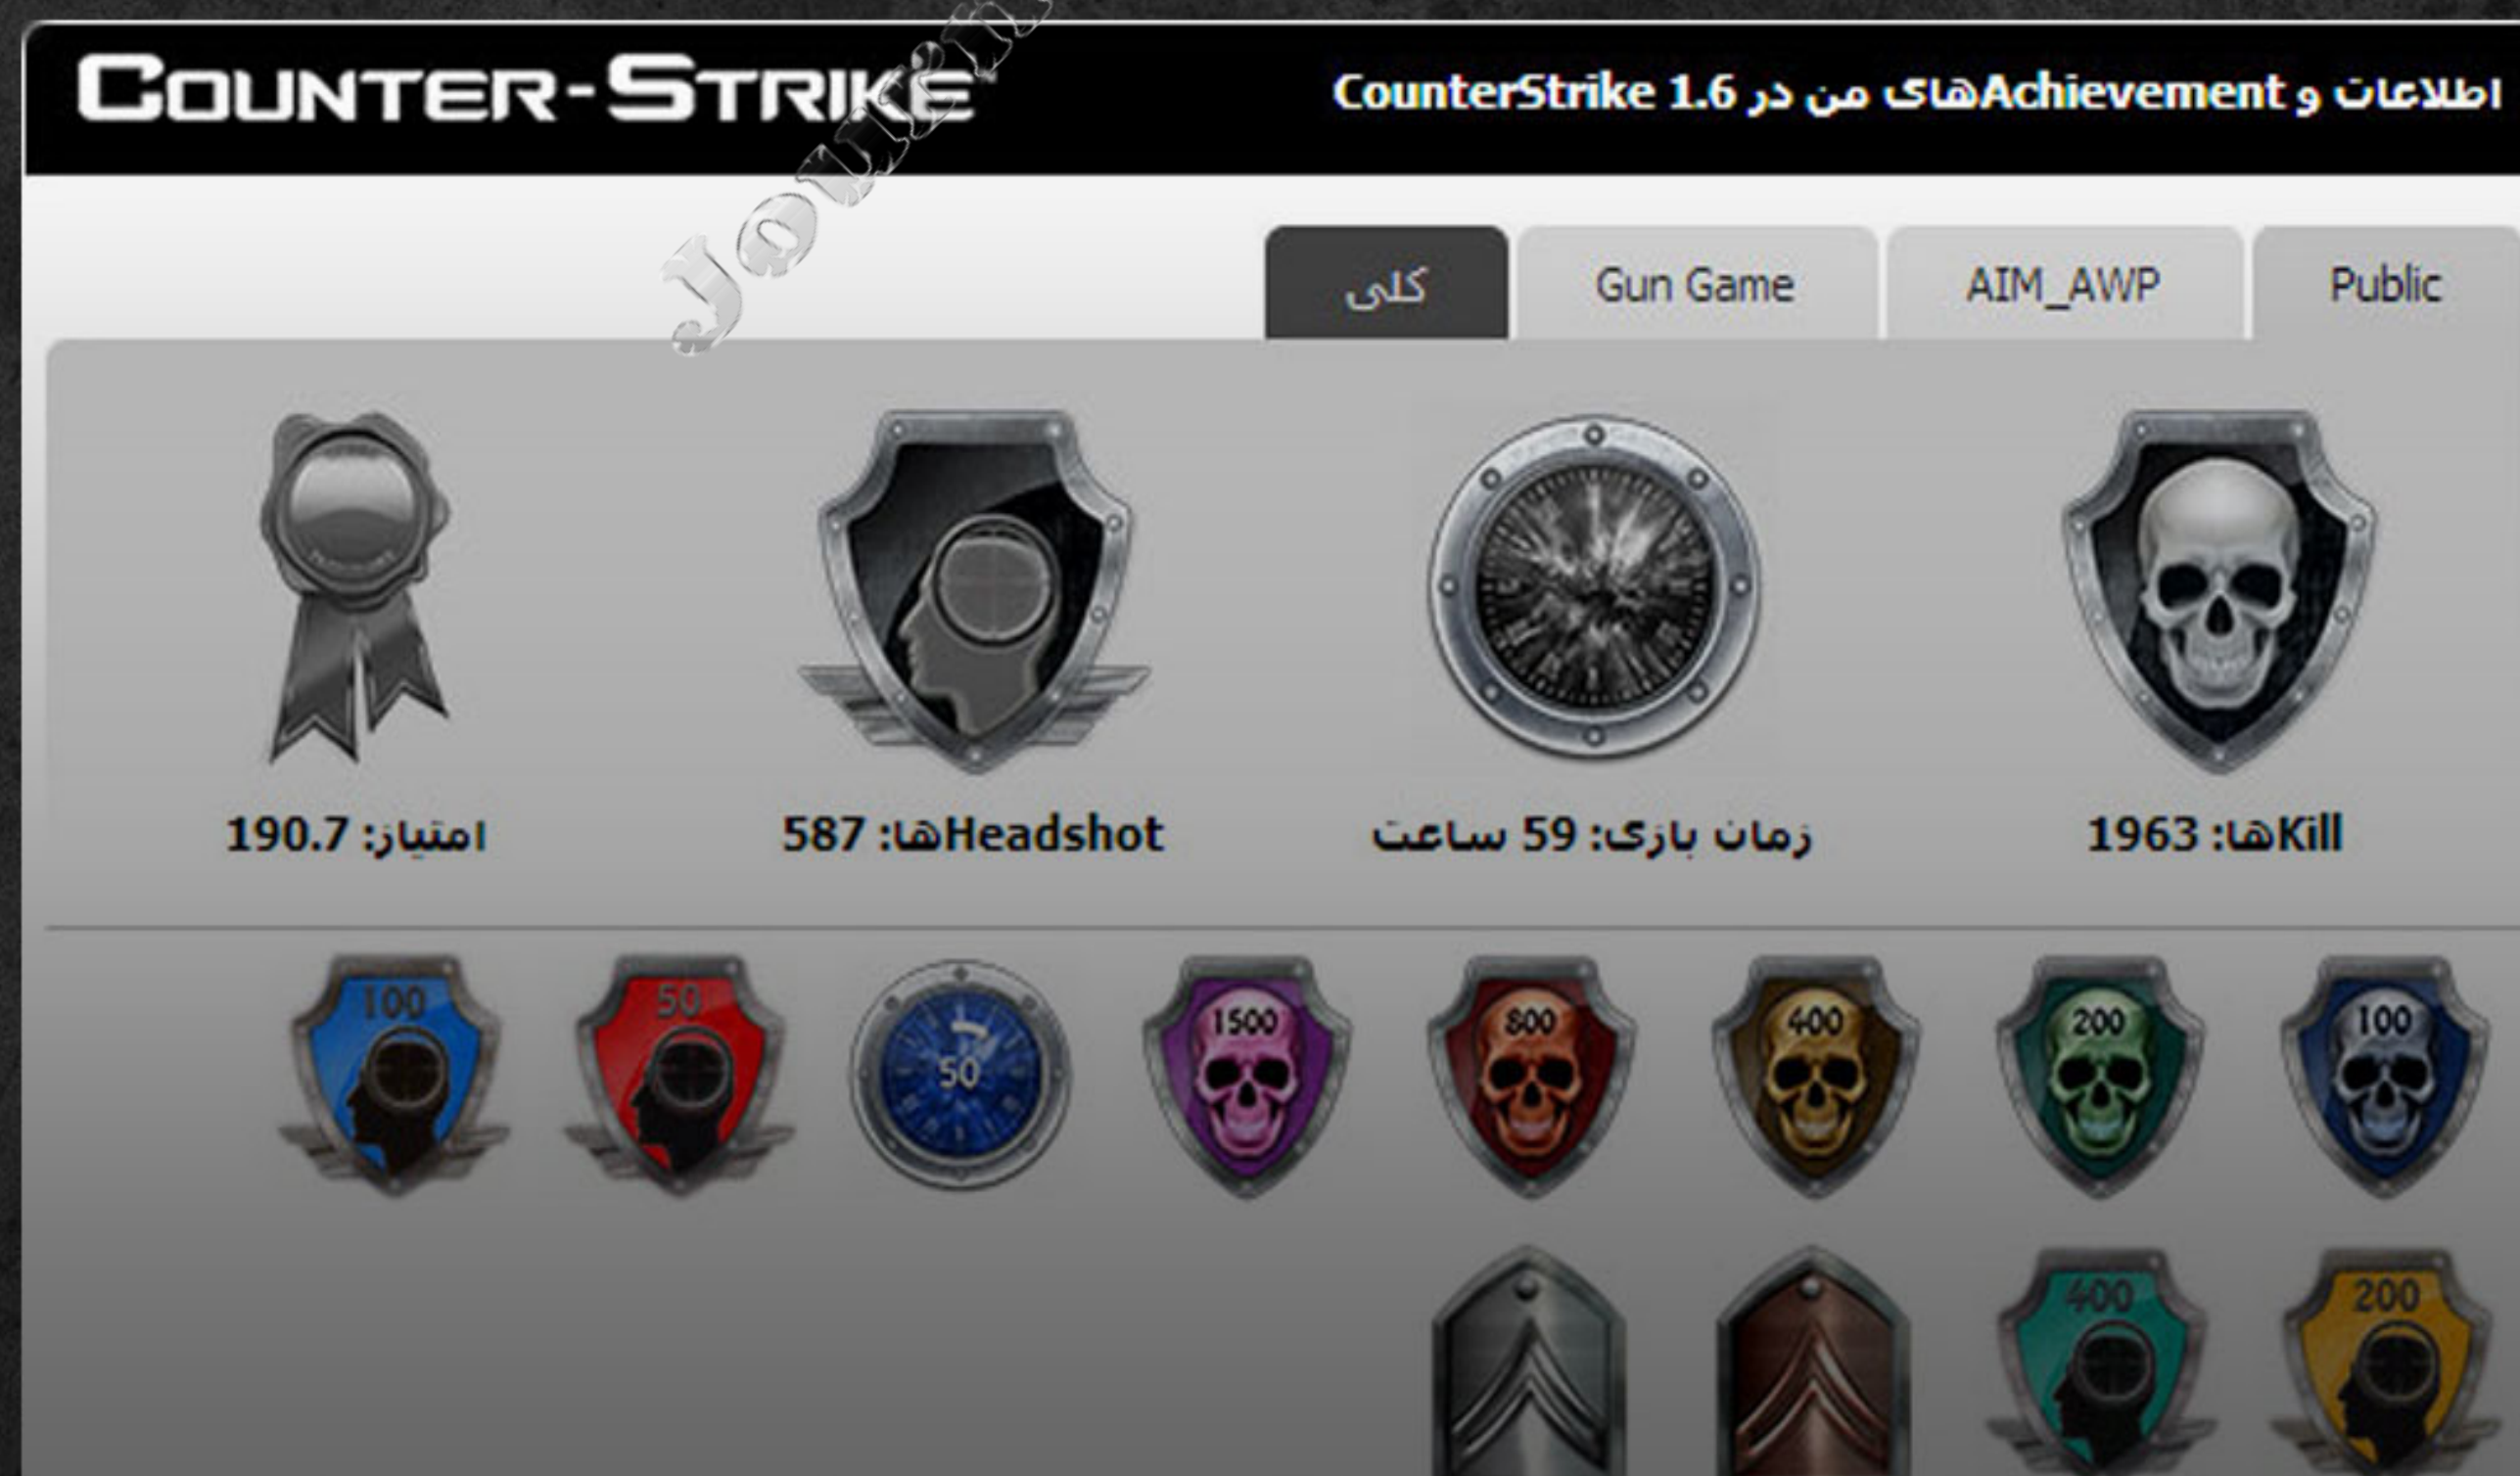 COUNTER-STRIKE
اطلاعات و Achievementهای من در CounterStrike 1.6
Public
AIM_AWP
Gun Game
کلی
Killها: 1963
زمان بازی: 59 ساعت
Headshotها: 587
امتیاز: 190.7
100
200
400
800
1500
50
50
100
200
400